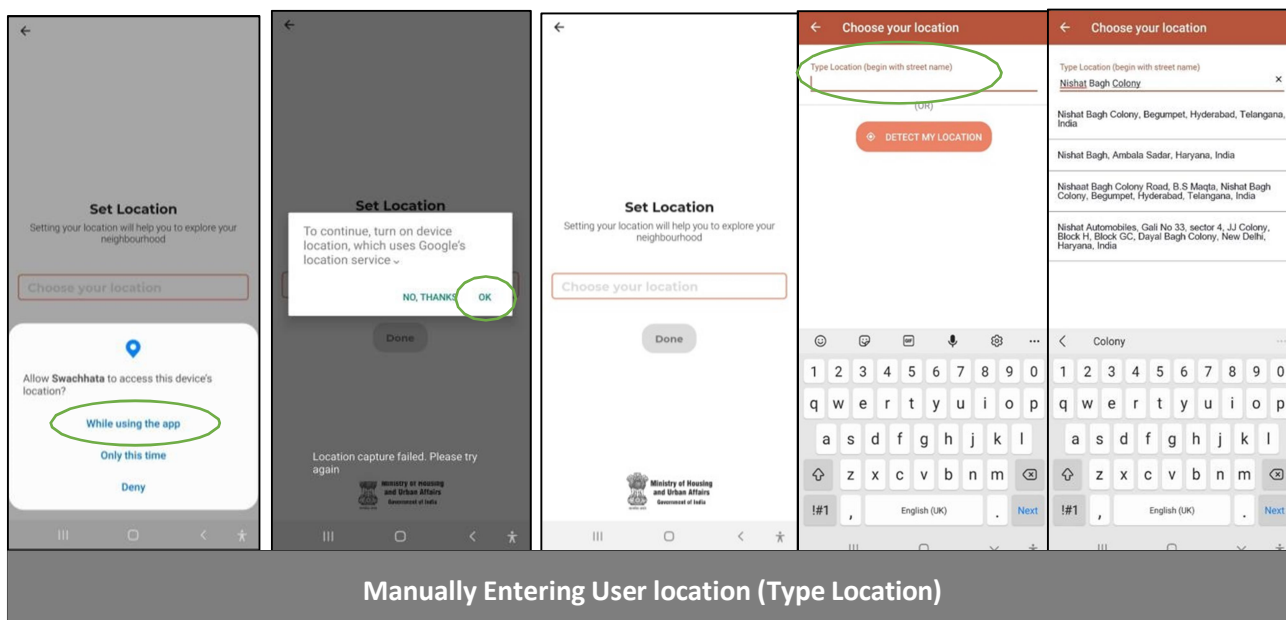 Set Location
Setting your location will help you to explore your
neighbourhood
Choose your location
Allow Swachhata to access this device's
location?
While using the app
Only this time
Deny
Set Location
To continue, turn on device
location, which uses Google's
location service
NO, THANKS OK
Done
Location capture failed. Please try
again
Ministry of Housing
and Urban Affairs
Government of India
Set Location
Setting your location will help you to explore your
neighbourhood
Choose your location
Done
Ministry of Housing
and Urban Affairs
Government of India
Choose your location
Type Location (begin with street name)
(OR)
DETECT MY LOCATION
GIF
1 2 3 4 5 6 7 8 9 0
q w e r t y u i o p
a s d f g h j k l
z x c v b n m
!#1 , English (UK) . Next
Choose your location
Type Location (begin with street name)
Nishat Bagh Colony
Nishat Bagh Colony, Begumpet, Hyderabad, Telangana,
India
Nishat Bagh, Ambala Sadar, Haryana, India
Nishaat Bagh Colony Road, B.S Maqta, Nishat Bagh
Colony, Begumpet, Hyderabad, Telangana, India
Nishat Automobiles, Gali No 33, sector 4, JJ Colony,
Block H, Block GC, Dayal Bagh Colony, New Delhi,
Haryana, India
Colony
1 2 3 4 5 6 7 8 9 0
q w e r t y u i o p
a s d f g h j k l
z x c v b n m
!#1 , English (UK) . Next
Manually Entering User location (Type Location)